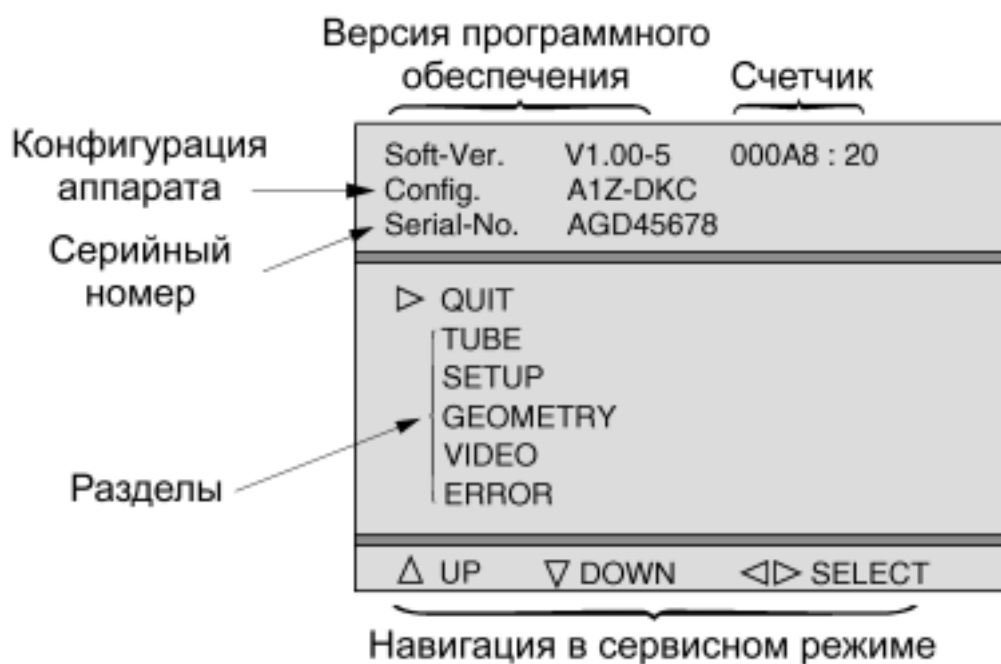 Версия программного
обеспечения
Счетчик
Конфигурация
аппарата
Серийный
номер
Soft-Ver. V1.00-5 000A8 : 20
Config. A1Z-DKC
Serial-No. AGD45678
▷ QUIT
TUBE
SETUP
GEOMETRY
VIDEO
ERROR
Разделы
△ UP ▽ DOWN ◁▷ SELECT
Навигация в сервисном режиме